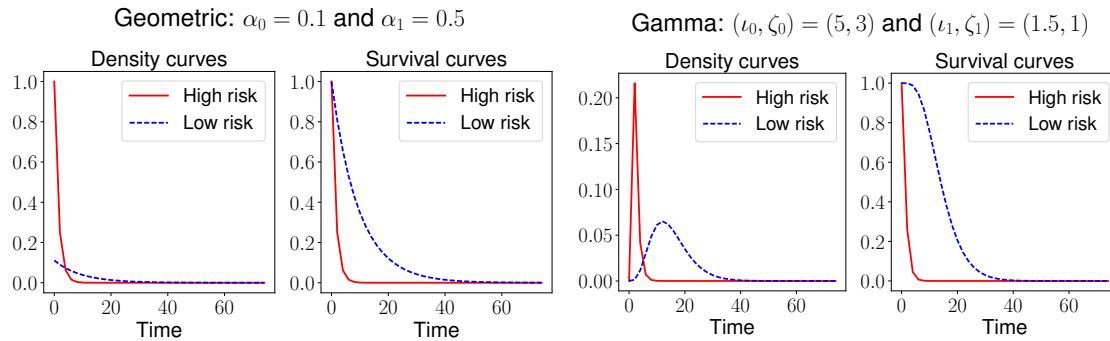 Geometric: α₀ = 0.1 and α₁ = 0.5
Density curves
Survival curves
1.0
0.8
0.6
0.4
0.2
0.0
0 20 40 60
Time
High risk
Low risk
1.0
0.8
0.6
0.4
0.2
0.0
0 20 40 60
Time
High risk
Low risk
Gamma: (ι₀, ζ₀) = (5, 3) and (ι₁, ζ₁) = (1.5, 1)
Density curves
Survival curves
0.20
0.15
0.10
0.05
0.00
0 20 40 60
Time
High risk
Low risk
1.0
0.8
0.6
0.4
0.2
0.0
0 20 40 60
Time
High risk
Low risk